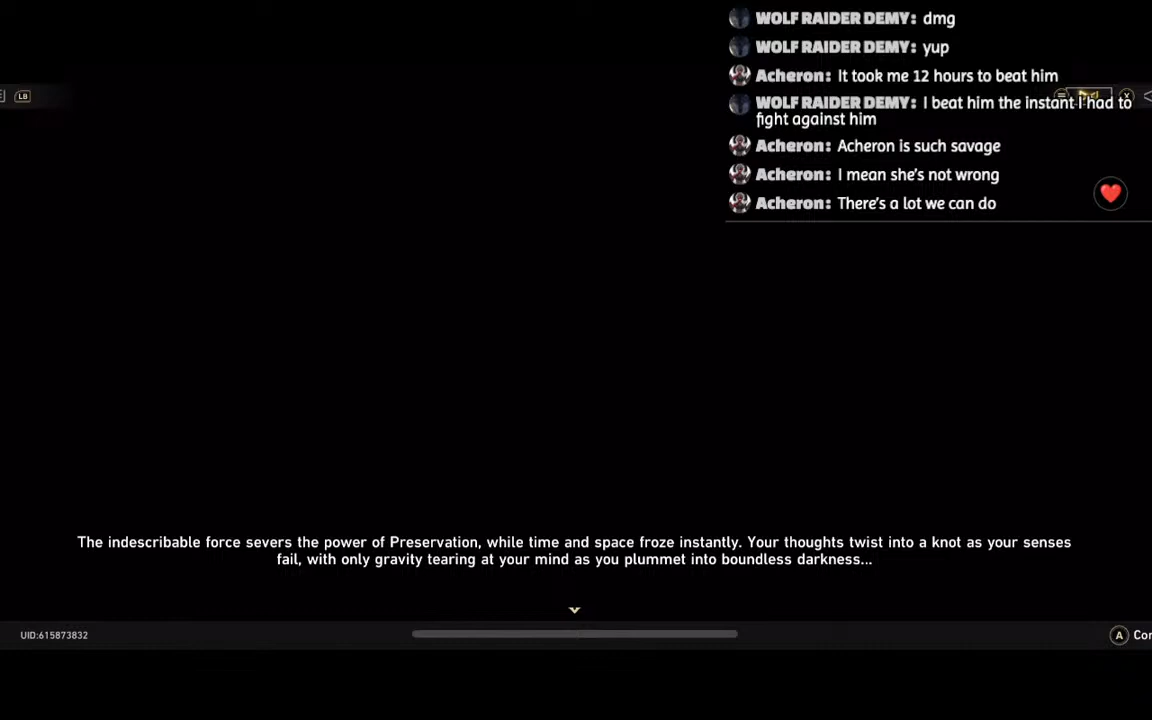 WOLF RAIDER DEMY: dmg
WOLF RAIDER DEMY: yup
Acheron: It took me 12 hours to beat him
LB
X
WOLF RAIDER DEMY: I beat him the instant I had to
fight against him
Acheron: Acheron is such savage
Acheron: I mean she's not wrong
Acheron: There's a lot we can do
The indescribable force severs the power of Preservation, while time and space froze instantly. Your thoughts twist into a knot as your senses
fail, with only gravity tearing at your mind as you plummet into boundless darkness...
UID:615873832
A Con